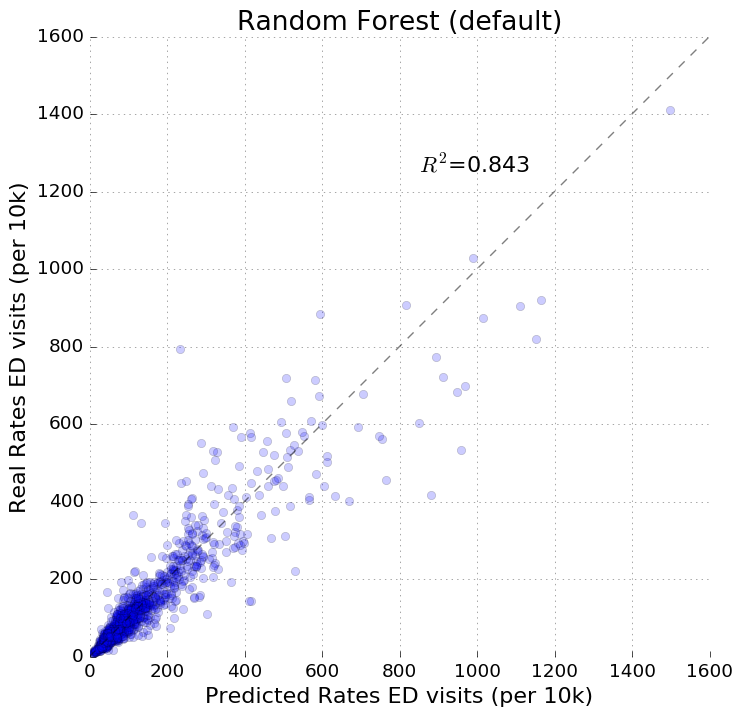 Random Forest (default)
1600
1400
R²=0.843
1200
1000
800
600
400
200
0
Real Rates ED visits (per 10k)
0 200 400 600 800 1000 1200 1400 1600
Predicted Rates ED visits (per 10k)